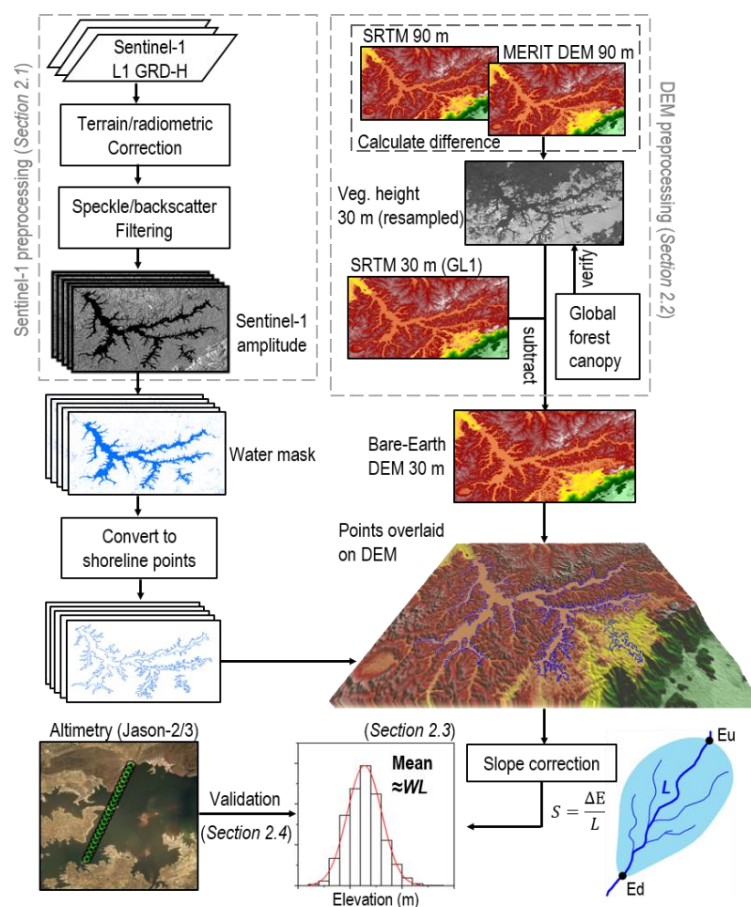 Sentinel-1 preprocessing (Section 2.1)
Sentinel-1
L1 GRD-H
Terrain/radiometric
Correction
Speckle/backscatter
Filtering
Sentinel-1
amplitude
Water mask
Convert to
shoreline points
DEM preprocessing (Section 2.2)
SRTM 90 m
MERIT DEM 90 m
Calculate difference
Veg. height
30 m (resampled)
SRTM 30 m (GL1)
verify
subtract
Global
forest
canopy
Bare-Earth
DEM 30 m
Points overlaid
on DEM
Altimetry (Jason-2/3)
Validation
(Section 2.4)
(Section 2.3)
Mean
≈WL
Elevation (m)
Slope correction
S = ΔE/L
Eu
L
Ed